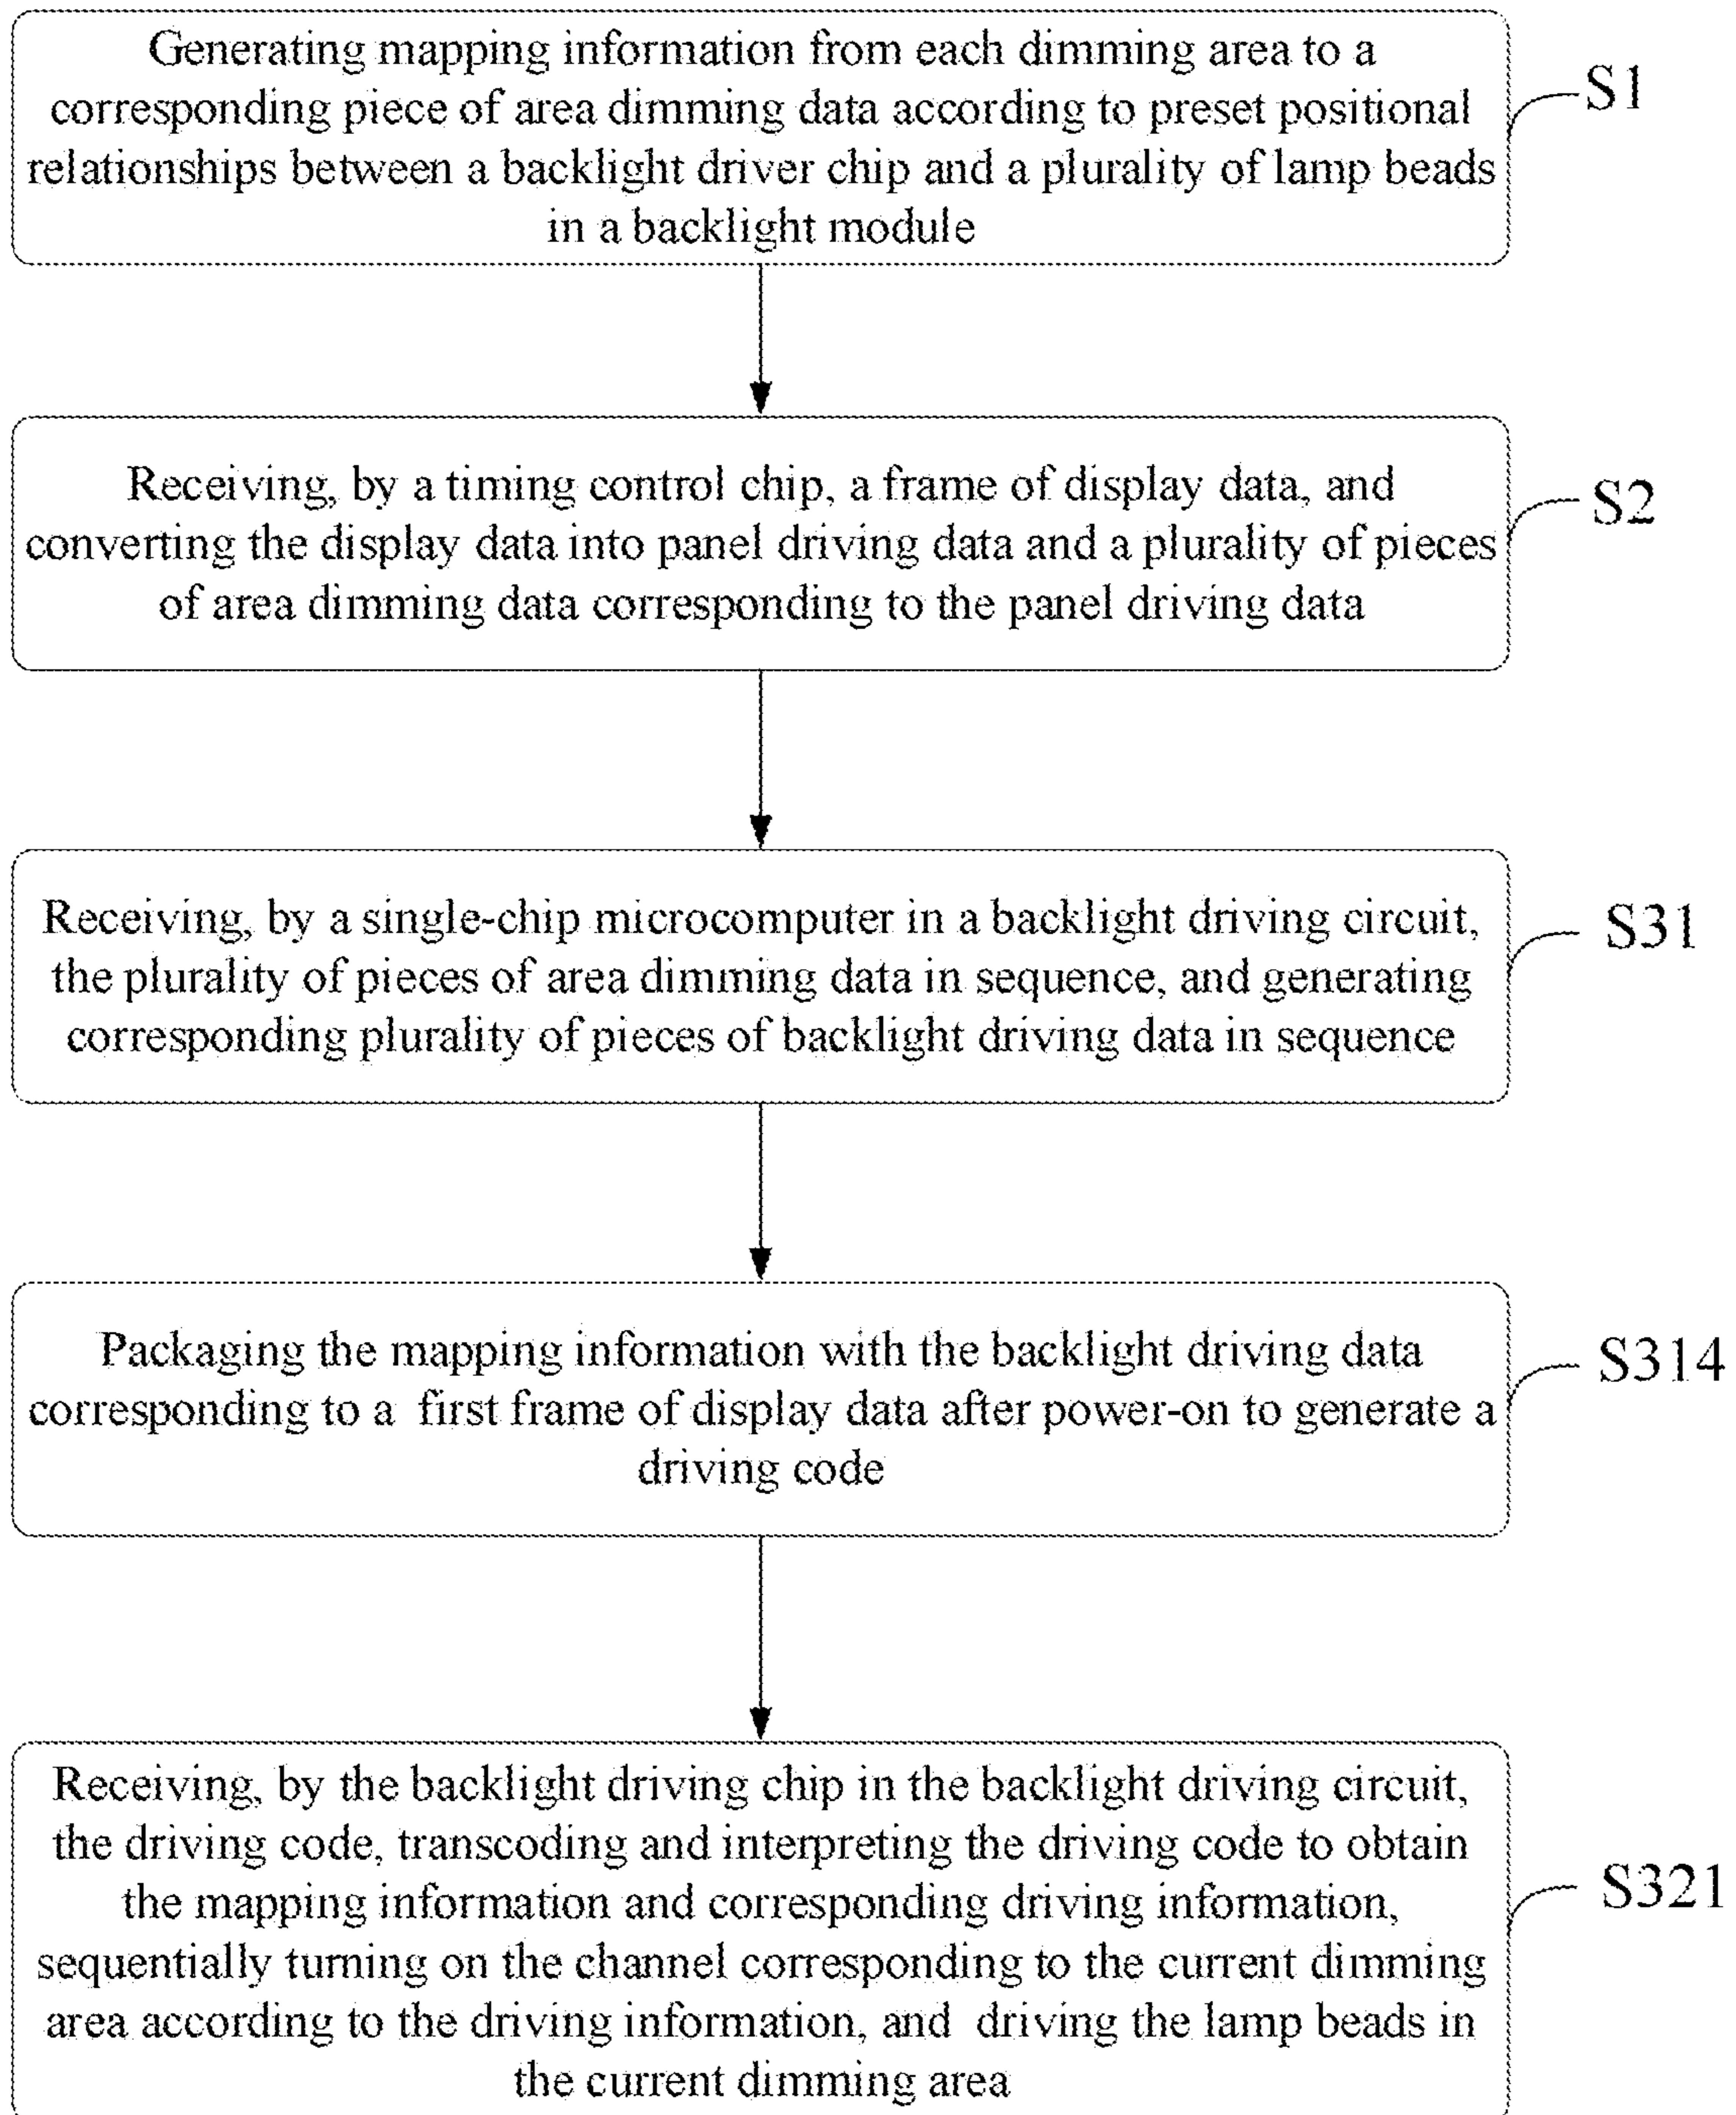 Generating mapping information from each dimming area to a
corresponding piece of area dimming data according to preset positional
relationships between a backlight driver chip and a plurality of lamp beads
in a backlight module
S1
Receiving, by a timing control chip, a frame of display data, and
converting the display data into panel driving data and a plurality of pieces
of area dimming data corresponding to the panel driving data
S2
Receiving, by a single-chip microcomputer in a backlight driving circuit,
the plurality of pieces of area dimming data in sequence, and generating
corresponding plurality of pieces of backlight driving data in sequence
S31
Packaging the mapping information with the backlight driving data
corresponding to a first frame of display data after power-on to generate a
driving code
S314
Receiving, by the backlight driving chip in the backlight driving circuit,
the driving code, transcoding and interpreting the driving code to obtain
the mapping information and corresponding driving information,
sequentially turning on the channel corresponding to the current dimming
area according to the driving information, and driving the lamp beads in
the current dimming area
S321